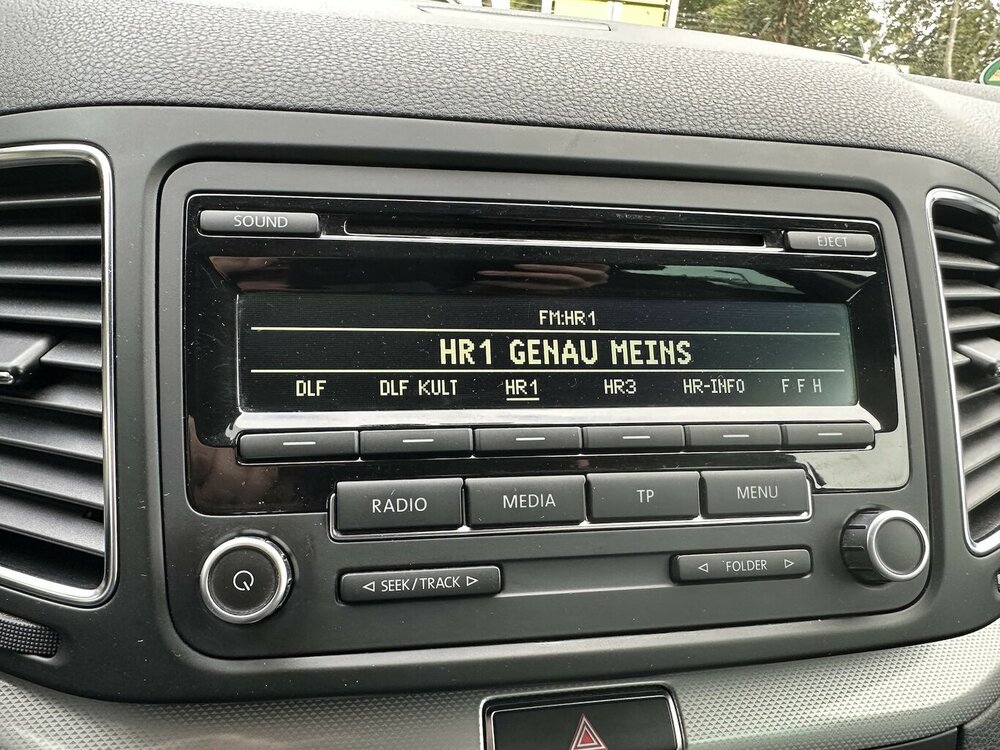 SOUND
EJECT
FM:HR1
HR1 GENAU MEINS
DLF DLF KULT HR1 HR3 HR-INFO F F H
RADIO MEDIA TP MENU
SEEK/TRACK
FOLDER